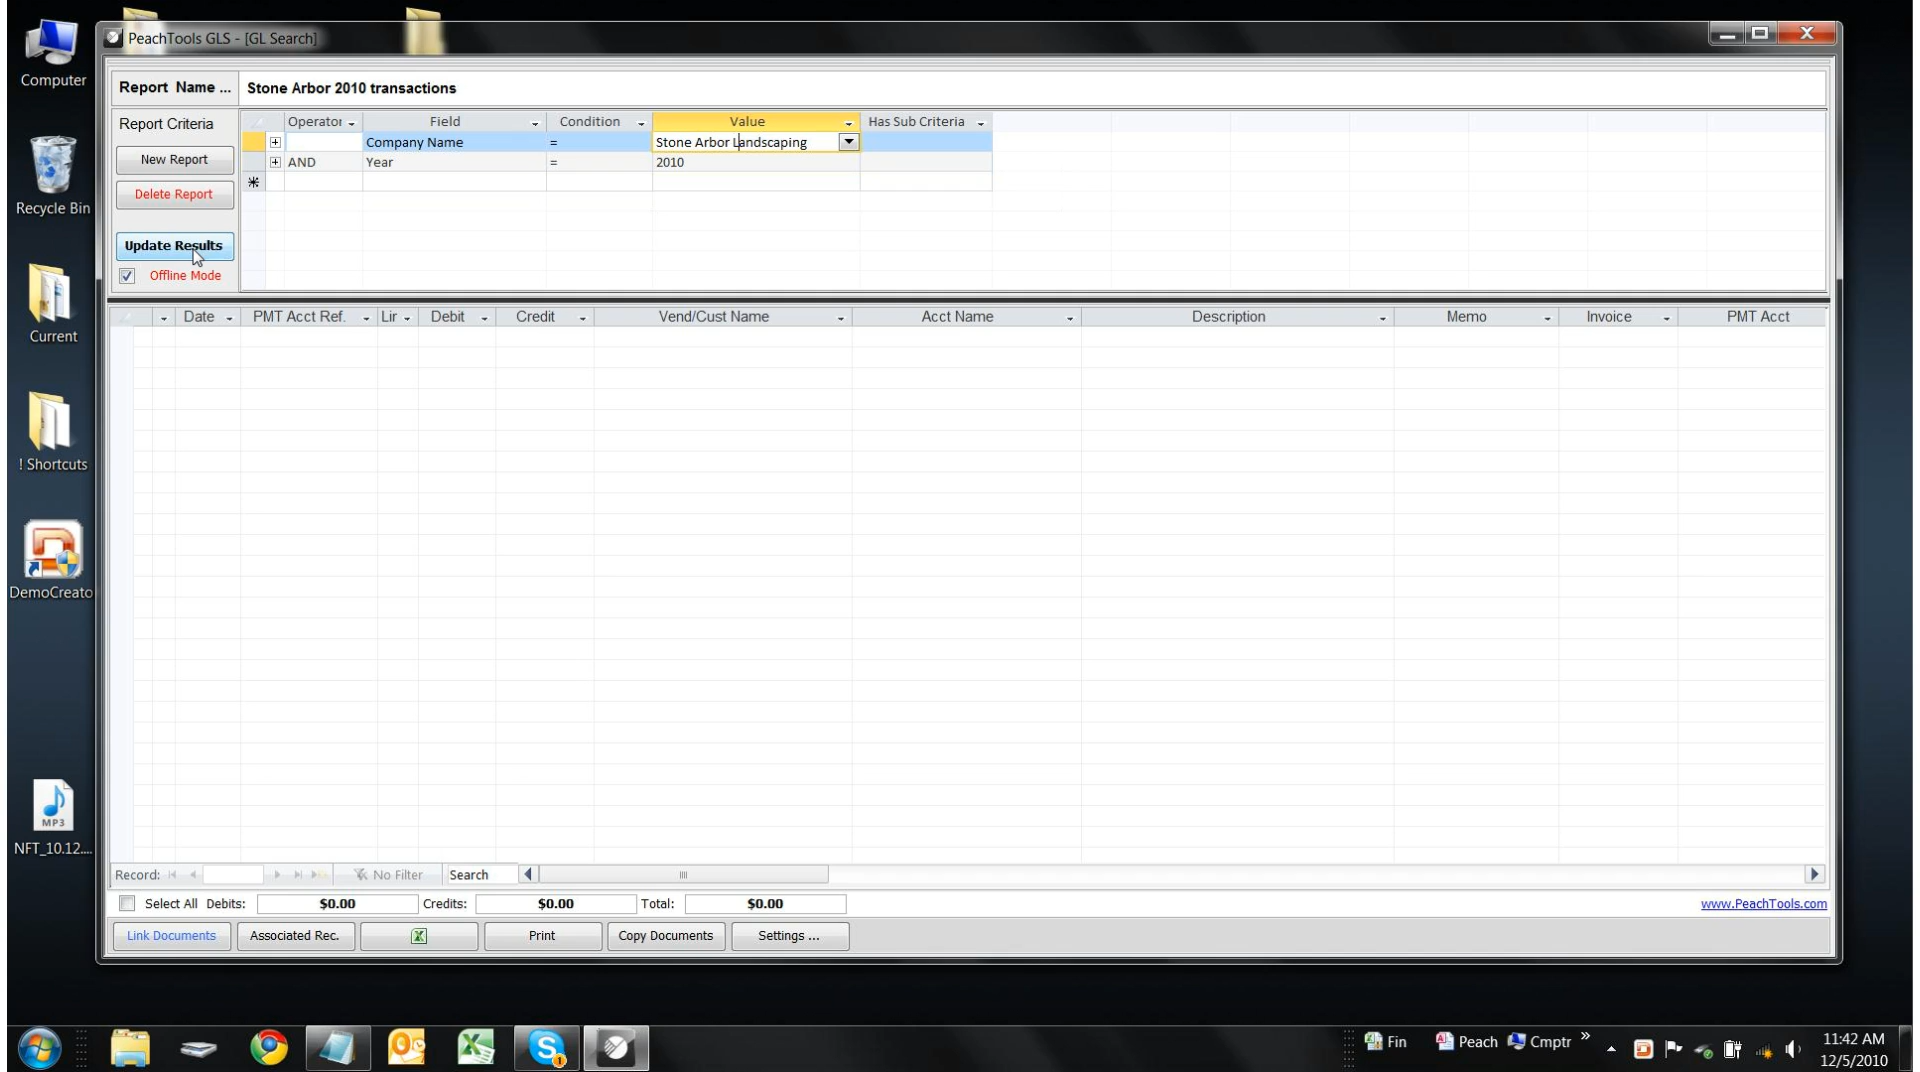 PeachTools GLS - [GL Search]
Computer
Report Name ...
Stone Arbor 2010 transactions
Report Criteria
Operator Field Condition Value Has Sub Criteria
Company Name = Stone Arbor Landscaping
AND Year = 2010
New Report
Delete Report
Update Results
Offline Mode
Recycle Bin
Current
! Shortcuts
DemoCreato
MP3
NFT_10.12....
Date PMT Acct Ref. Lir Debit Credit Vend/Cust Name Acct Name Description Memo Invoice PMT Acct
Record: No Filter Search
Select All Debits: $0.00 Credits: $0.00 Total: $0.00 www.PeachTools.com
Link Documents Associated Rec. Print Copy Documents Settings ...
Fin Peach Cmptr »
11:42 AM
12/5/2010